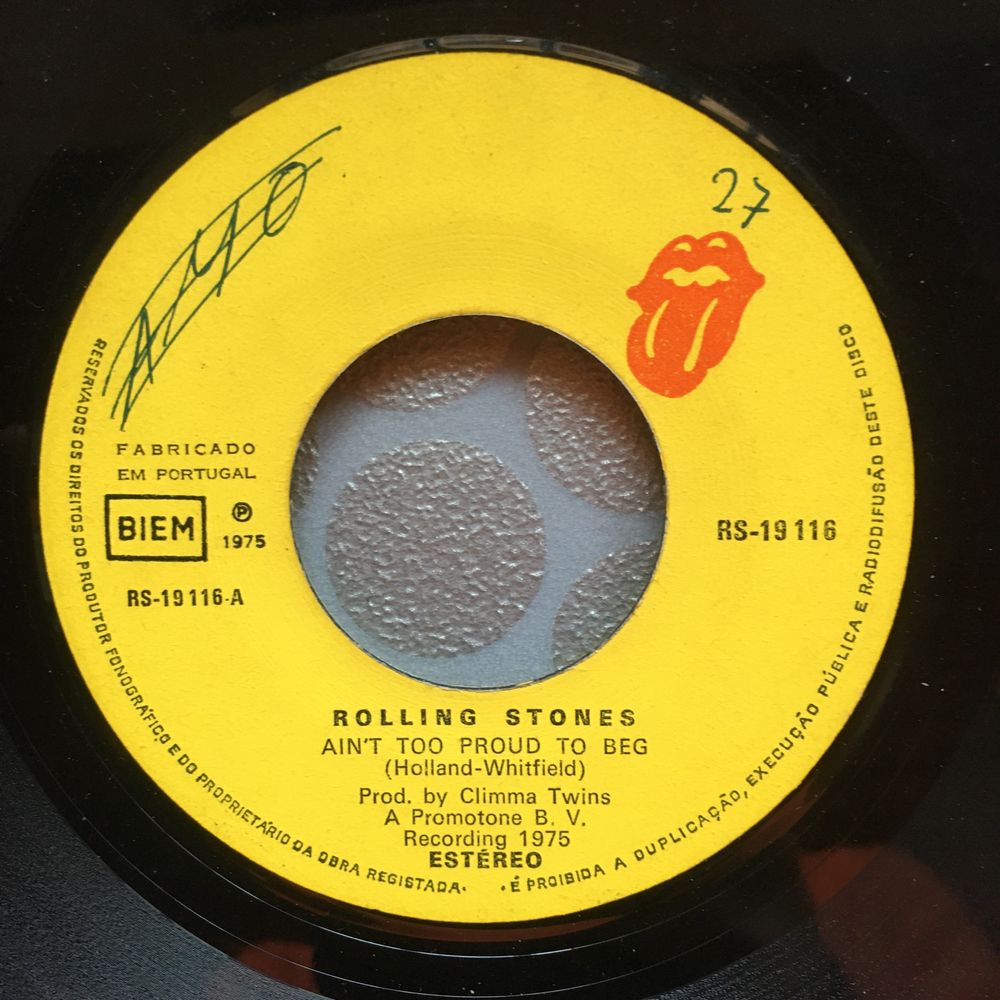 27
FABRICADO
EM PORTUGAL
BIEM
℗
1975
RS-19116-A
RS-19116
ROLLING STONES
AIN'T TOO PROUD TO BEG
(Holland-Whitfield)
Prod. by Climma Twins
A Promotone B. V.
Recording 1975
ESTÉREO
RESERVADOS OS DIREITOS DO PRODUTOR FONOGRÁFICO E DO PROPRIETÁRIO DA OBRA REGISTADA.
. É PROIBIDA A DUPLICAÇÃO, EXECUÇÃO PÚBLICA E RADIODIFUSÃO DESTE DISCO